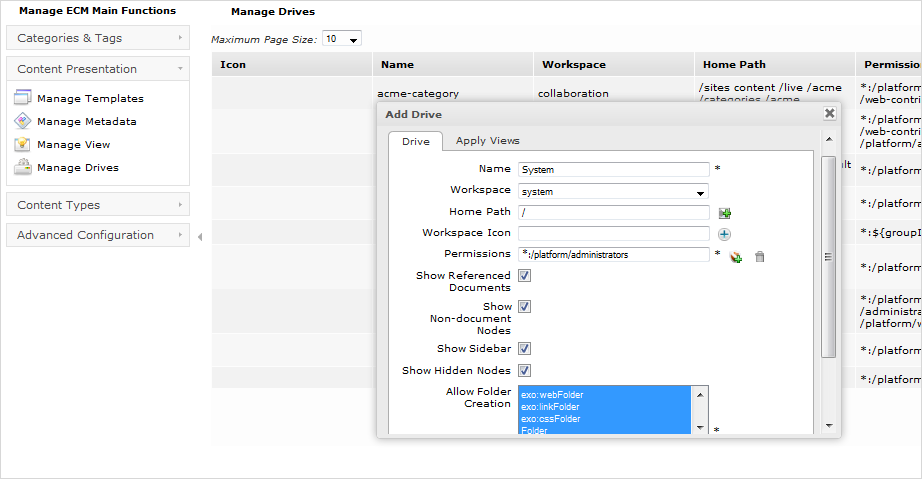 Manage ECM Main Functions
Manage Drives
Categories & Tags
Content Presentation
Manage Templates
Manage Metadata
Manage View
Manage Drives
Content Types
Advanced Configuration
Maximum Page Size: 10
Icon Name Workspace Home Path Permission
acme-category collaboration /sites content /live /acme
/categories /acme
*:/platform
/web-contri
*:/platform
/web-contri
/platform/a
*:/platform
*:/platform
*:${groupI
*:/platform
*:/platform
/administra
/platform/w
*:/platform
*:/platform
Add Drive
Drive Apply Views
Name System *
Workspace system
Home Path /
Workspace Icon
Permissions *:/platform/administrators *
Show Referenced
Documents
Show
Non-document
Nodes
Show Sidebar
Show Hidden Nodes
Allow Folder
Creation
exo:webFolder
exo:linkFolder
exo:cssFolder
Folder
*